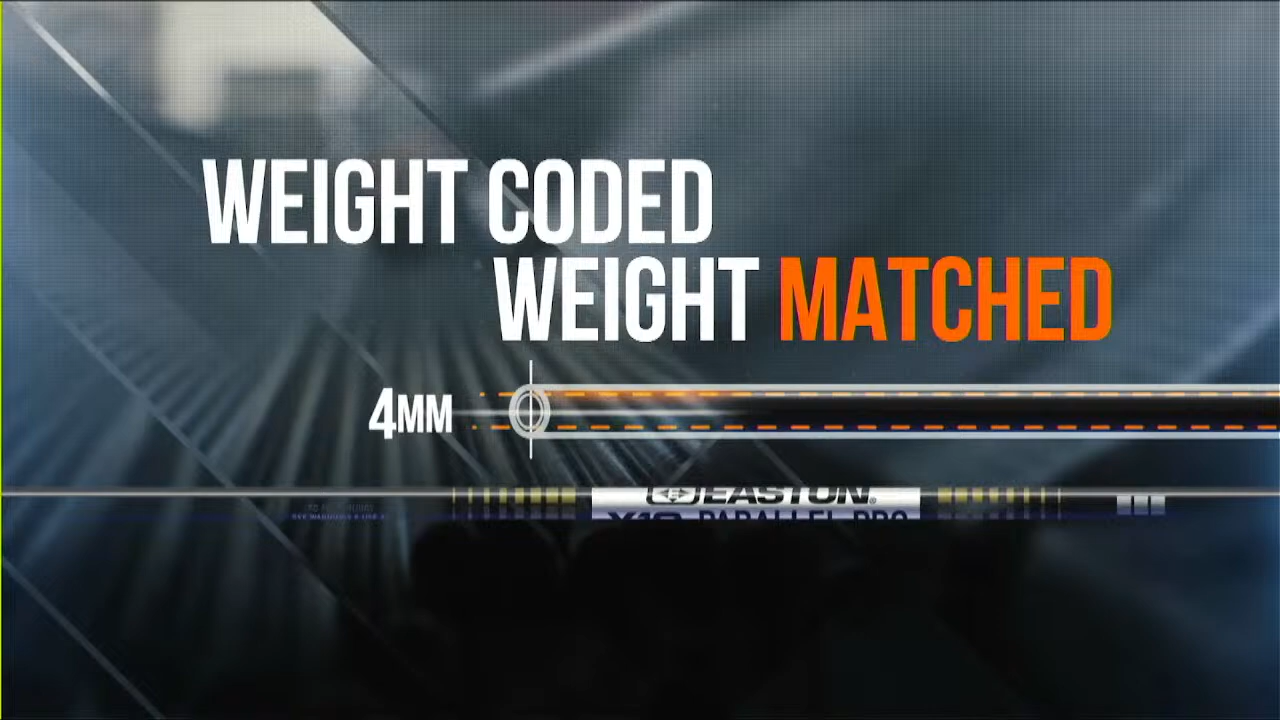 WEIGHT CODED
WEIGHT MATCHED
4MM
EASTON®
X10 PARALLEL PRO